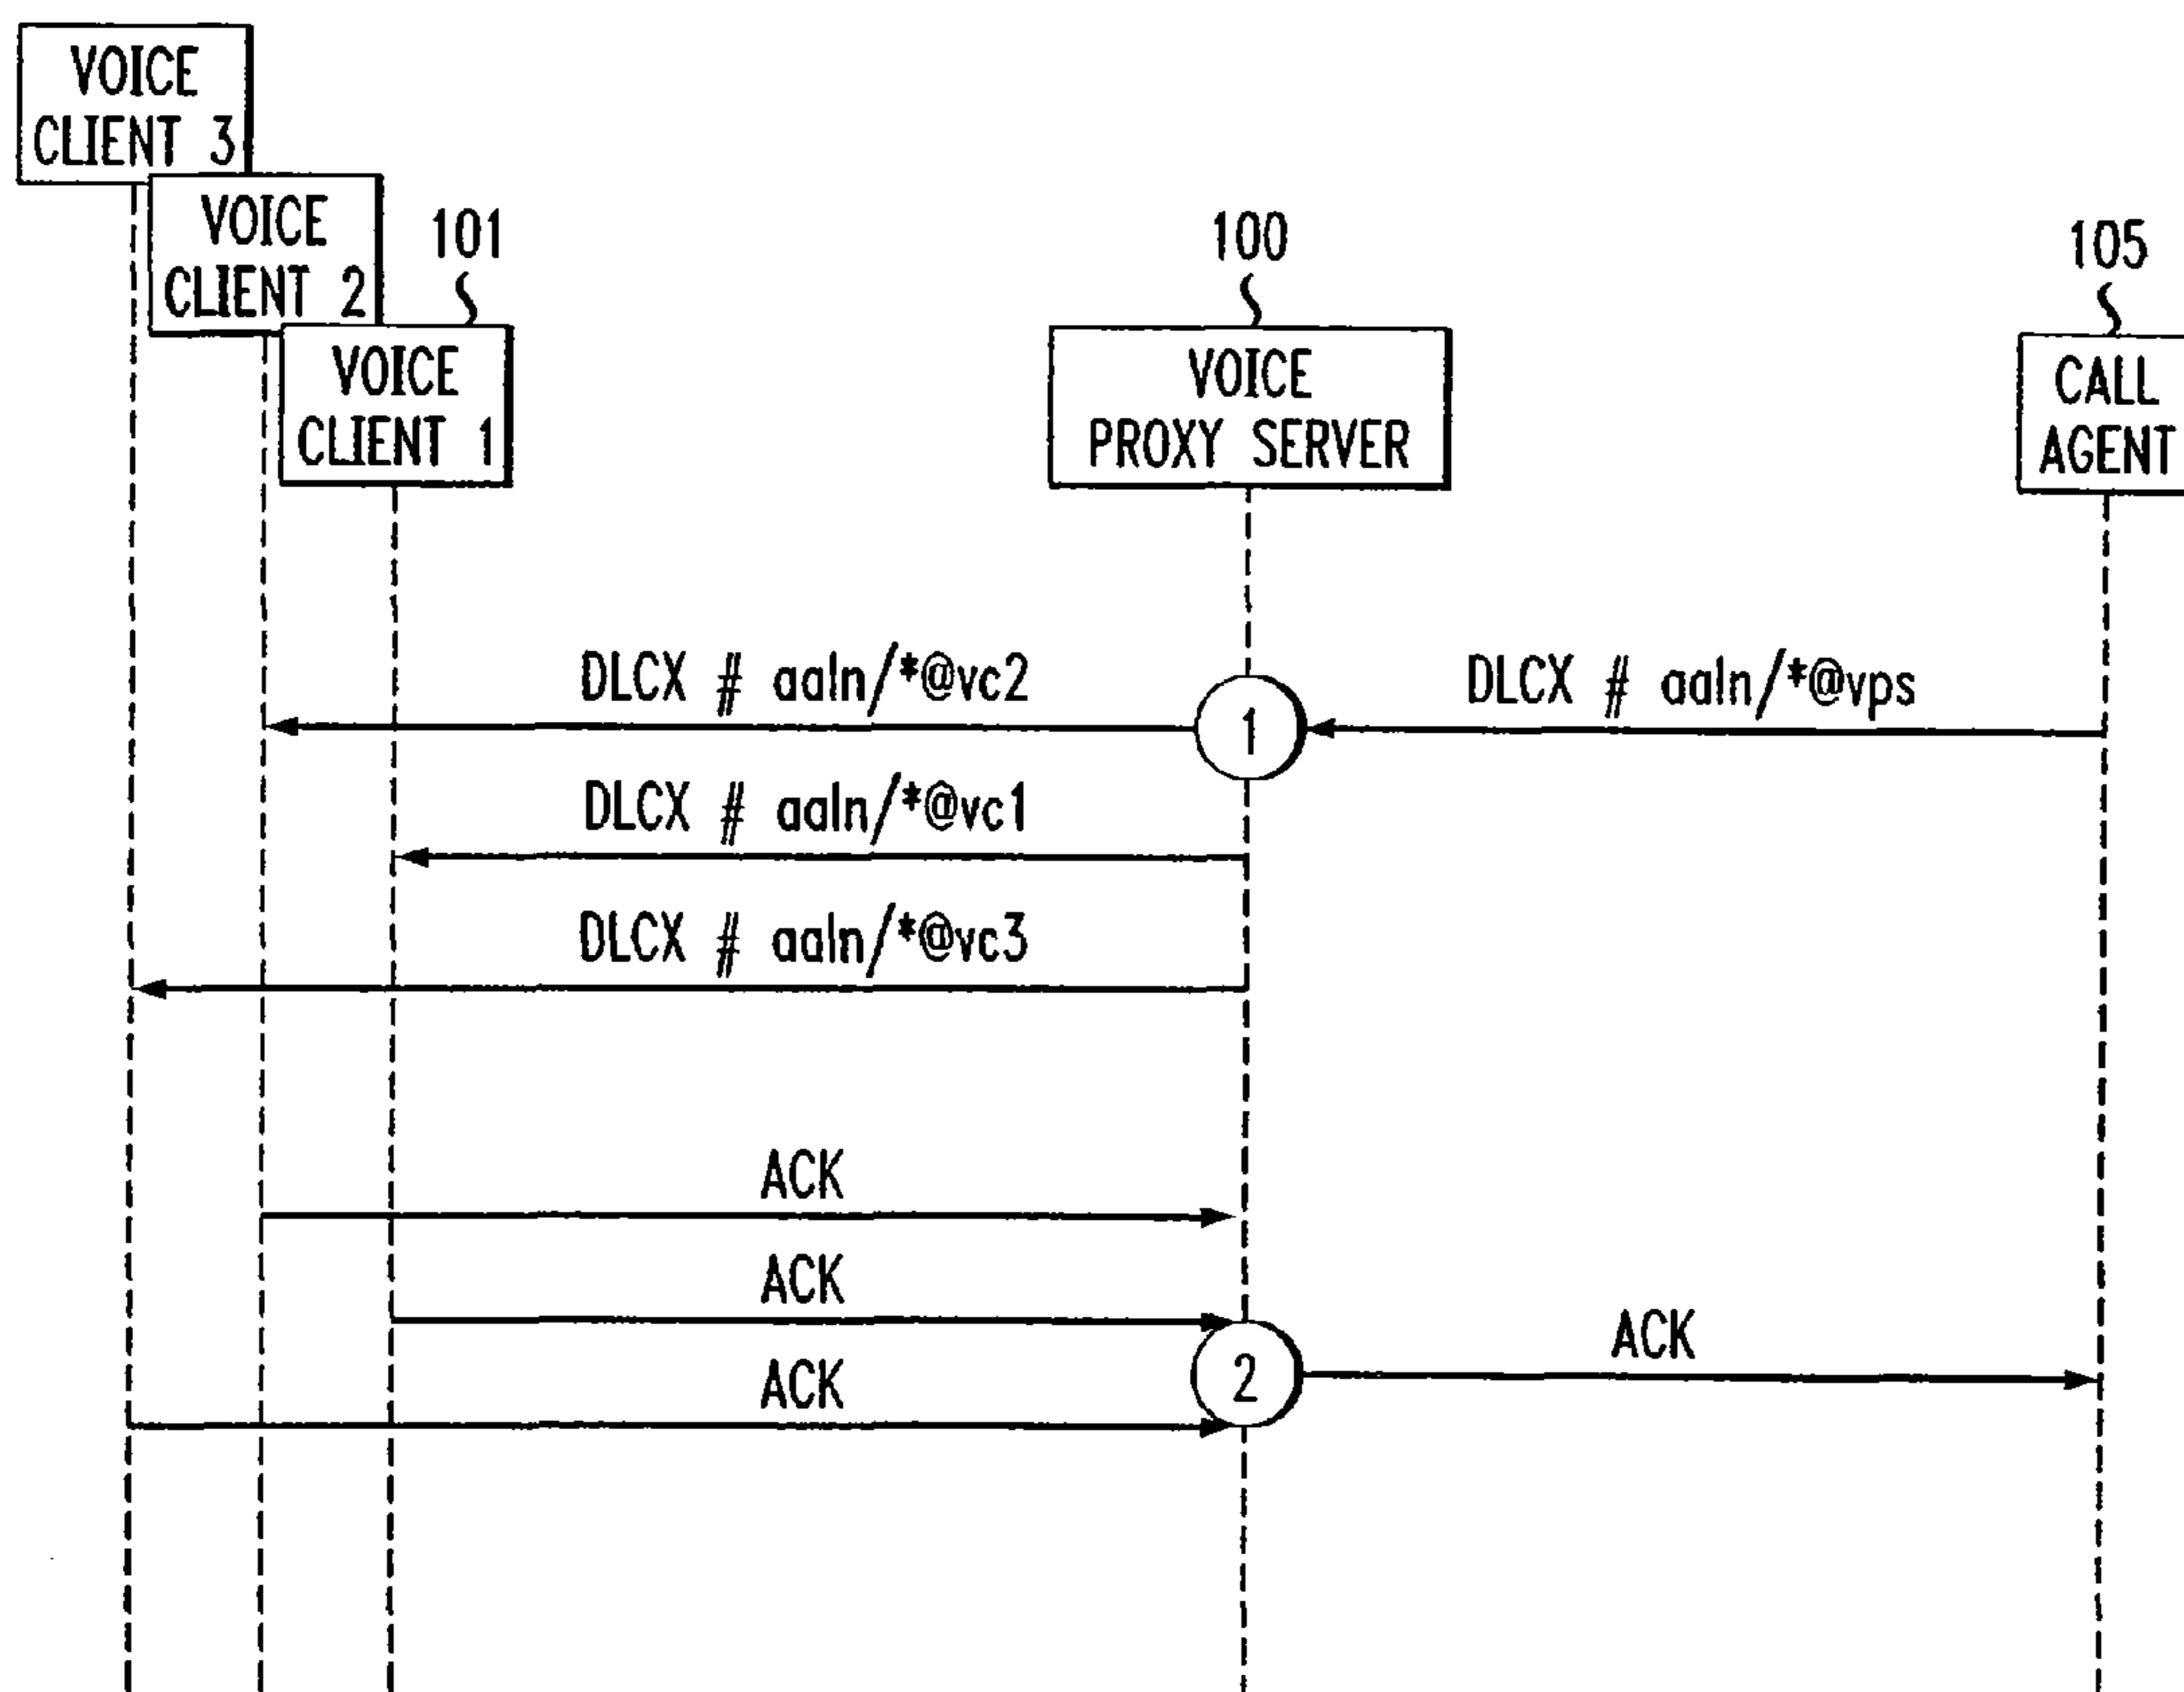 VOICE
CLIENT 3
VOICE
CLIENT 2
101
VOICE
CLIENT 1
100
VOICE
PROXY SERVER
105
CALL
AGENT
DLCX # aaln/*@vc2
DLCX # aaln/*@vps
1
DLCX # aaln/*@vc1
DLCX # aaln/*@vc3
ACK
ACK
ACK
2
ACK